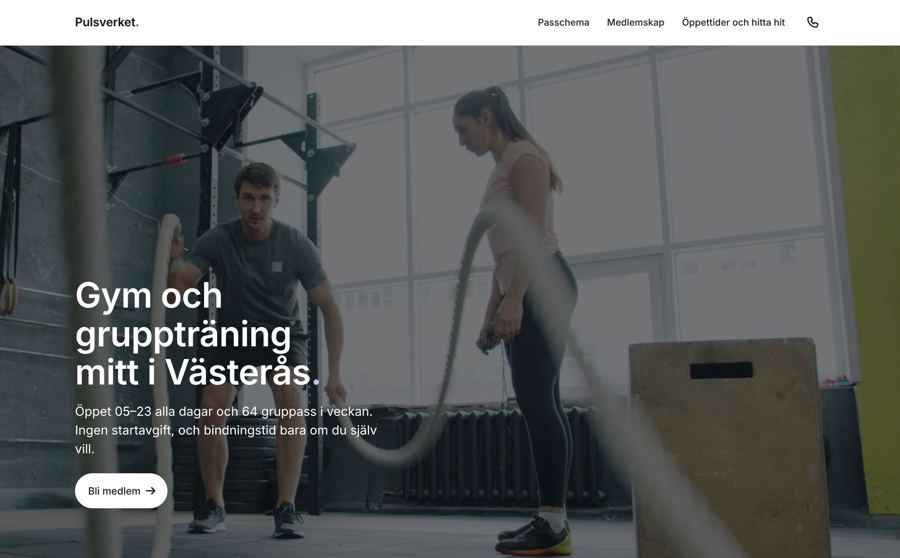 Pulsverket.
Passchema
Medlemskap
Öppettider och hitta hit
Gym och
gruppträning
mitt i Västerås.
Öppet 05–23 alla dagar och 64 gruppass i veckan.
Ingen startavgift, och bindningstid bara om du själv
vill.
Bli medlem